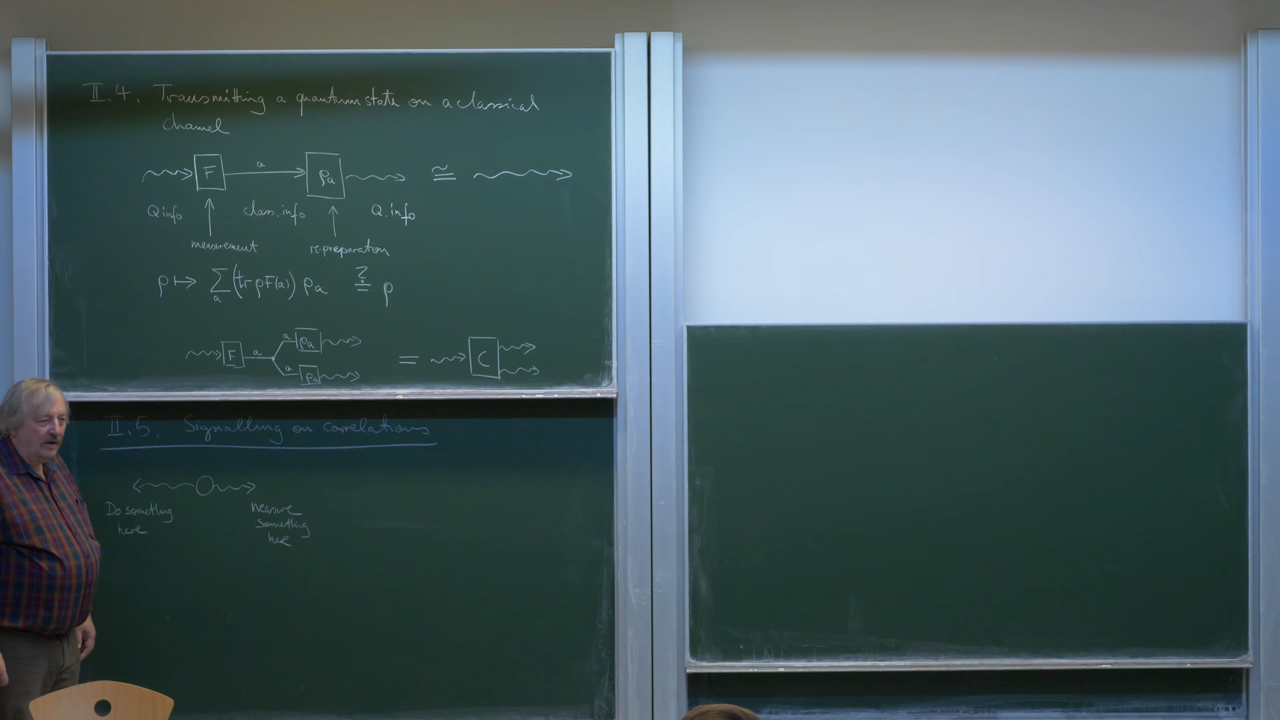 II.4. Transmitting a quantum state on a classical
channel
F a ρa ≅
Q info class. info Q. info
measurement re-preparation
ρ ↦ Σa (tr ρF(a)) ρa ≟ ρ
F a a ρa a ρa = C
II.5. Signalling on correlations
Do something
here
Measure
something
here